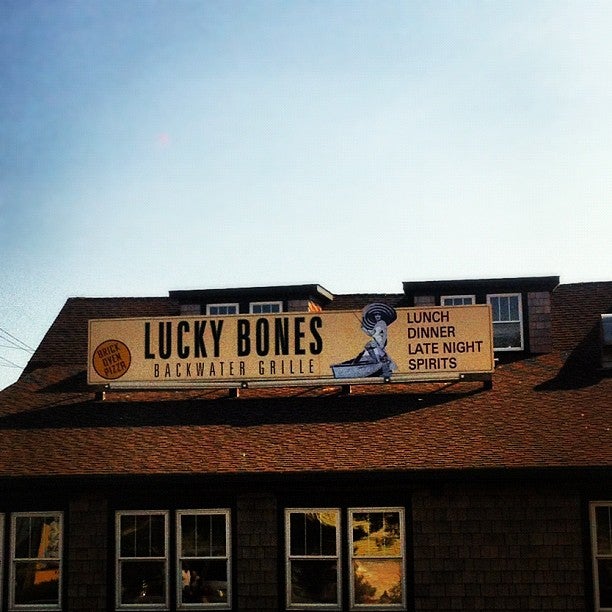 BRICK
OVEN
PIZZA
LUCKY BONES
BACKWATER GRILLE
LUNCH
DINNER
LATE NIGHT
SPIRITS